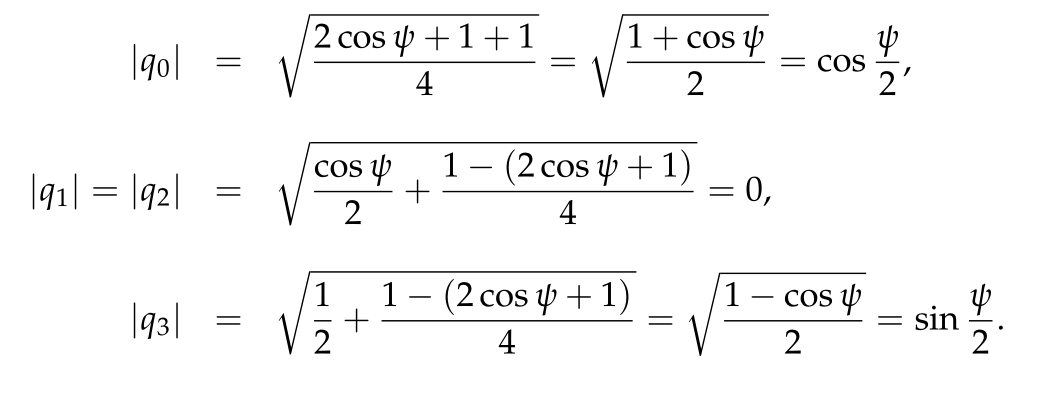 |q₀| = √((2 cos ψ + 1 + 1)/4) = √((1 + cos ψ)/2) = cos ψ/2,
|q₁| = |q₂| = √(cos ψ/2 + (1 − (2 cos ψ + 1))/4) = 0,
|q₃| = √(1/2 + (1 − (2 cos ψ + 1))/4) = √((1 − cos ψ)/2) = sin ψ/2.